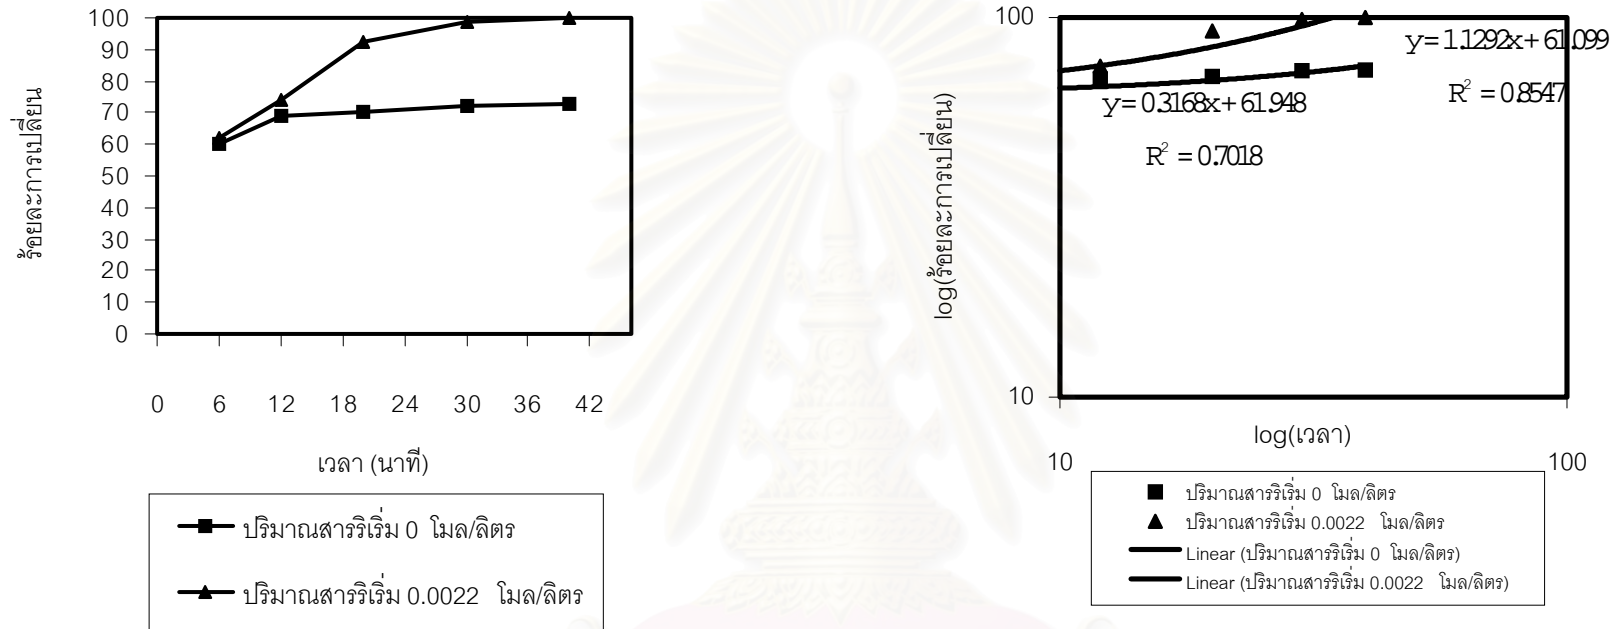 100
90
80
70
60
50
40
30
20
10
0
ร้อยละการเปลี่ยน
0 6 12 18 24 30 36 42
เวลา (นาที)
ปริมาณสารริเริ่ม 0 โมล/ลิตร
ปริมาณสารริเริ่ม 0.0022 โมล/ลิตร
100
10
log(ร้อยละการเปลี่ยน)
y = 1.1292x + 61.099
R² = 0.8547
y = 0.3168x + 61.948
R² = 0.7018
log(เวลา)
10 100
ปริมาณสารริเริ่ม 0 โมล/ลิตร
ปริมาณสารริเริ่ม 0.0022 โมล/ลิตร
Linear (ปริมาณสารริเริ่ม 0 โมล/ลิตร)
Linear (ปริมาณสารริเริ่ม 0.0022 โมล/ลิตร)